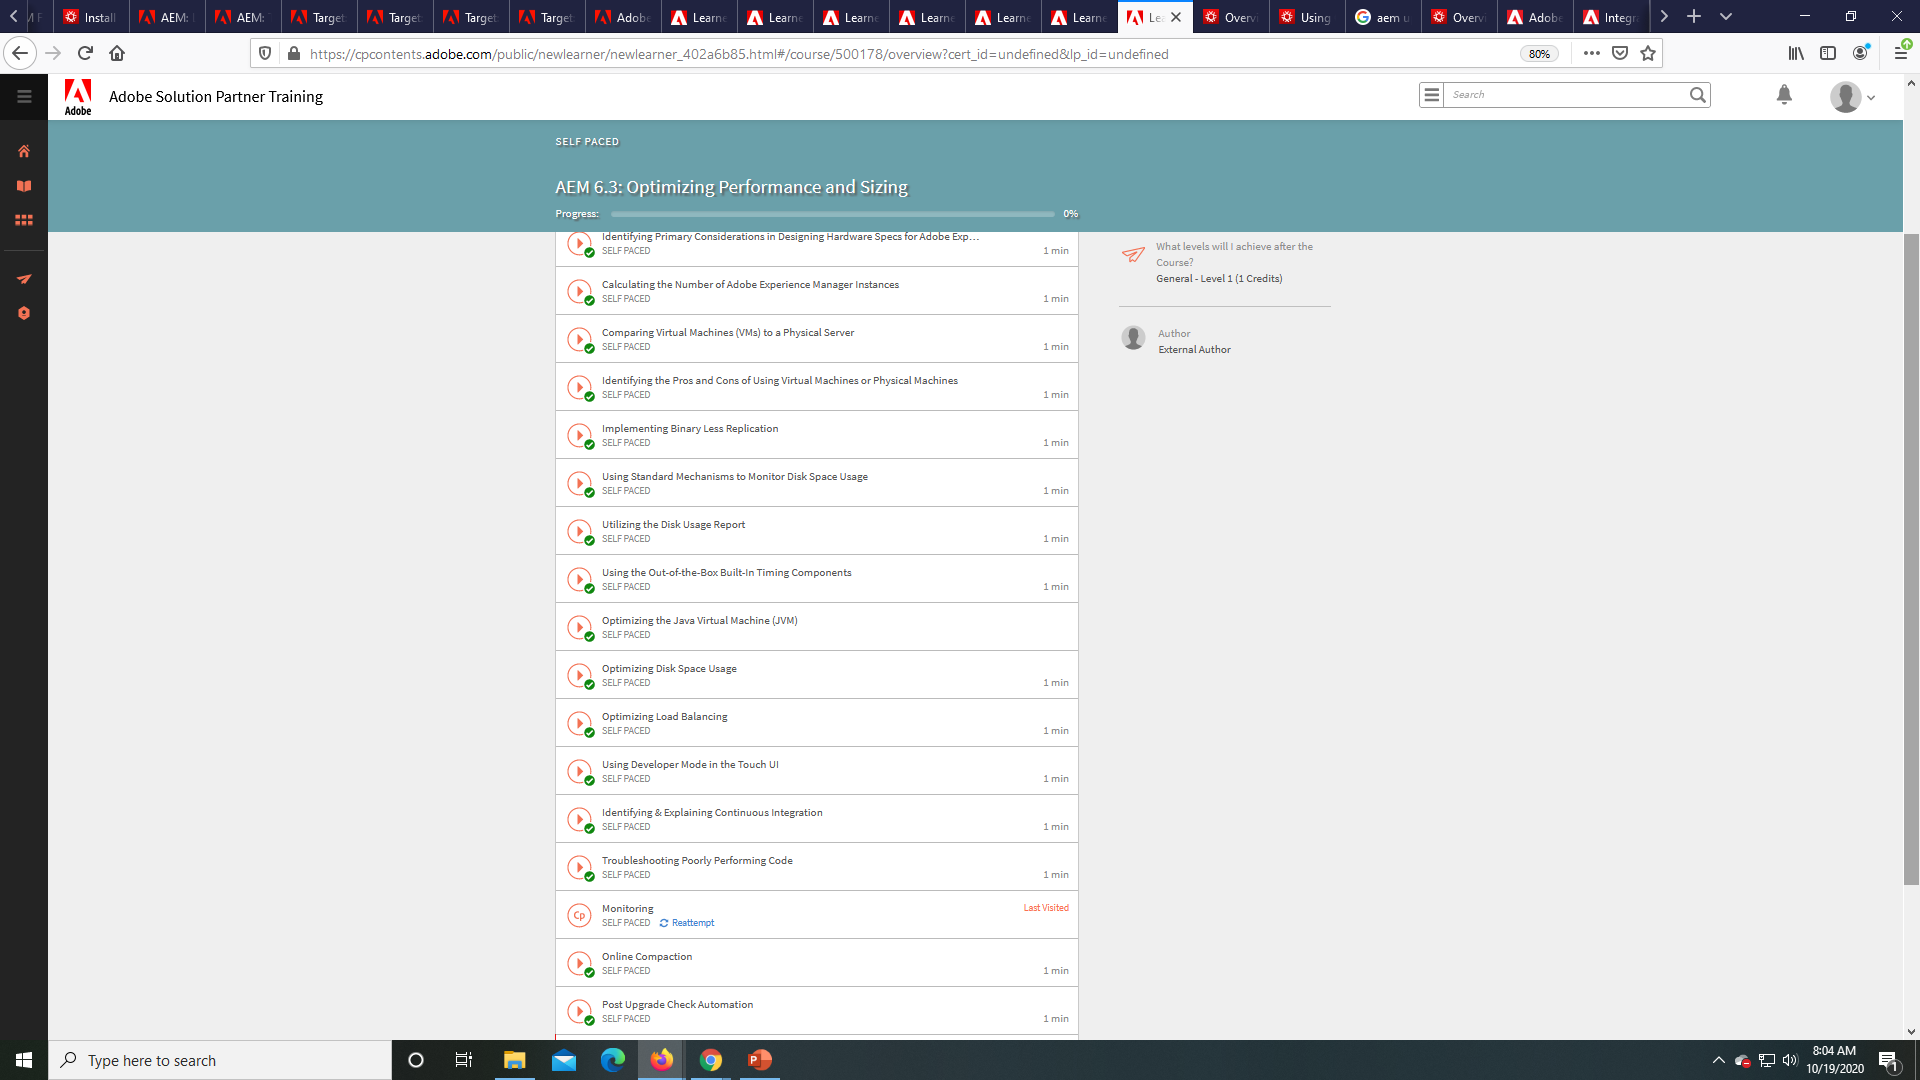 Install
AEM: I
AEM: T
Target
Target
Target
Target
Adobe
Learne
Learne
Learne
Learne
Learne
Learne
Le
Overvi
Using
aem u
Overvi
Adobe
Integra
https://cpcontents.adobe.com/public/newlearner/newlearner_402a6b85.html#/course/500178/overview?cert_id=undefined&lp_id=undefined
80%
Adobe
Adobe Solution Partner Training
Search
SELF PACED
AEM 6.3: Optimizing Performance and Sizing
Progress:
0%
Identifying Primary Considerations in Designing Hardware Specs for Adobe Exp...
SELF PACED
1 min
Calculating the Number of Adobe Experience Manager Instances
SELF PACED
1 min
Comparing Virtual Machines (VMs) to a Physical Server
SELF PACED
1 min
Identifying the Pros and Cons of Using Virtual Machines or Physical Machines
SELF PACED
1 min
Implementing Binary Less Replication
SELF PACED
1 min
Using Standard Mechanisms to Monitor Disk Space Usage
SELF PACED
1 min
Utilizing the Disk Usage Report
SELF PACED
1 min
Using the Out-of-the-Box Built-In Timing Components
SELF PACED
1 min
Optimizing the Java Virtual Machine (JVM)
SELF PACED
Optimizing Disk Space Usage
SELF PACED
1 min
Optimizing Load Balancing
SELF PACED
1 min
Using Developer Mode in the Touch UI
SELF PACED
1 min
Identifying & Explaining Continuous Integration
SELF PACED
1 min
Troubleshooting Poorly Performing Code
SELF PACED
1 min
Cp
Monitoring
Last Visited
SELF PACED
Reattempt
Online Compaction
SELF PACED
1 min
Post Upgrade Check Automation
SELF PACED
1 min
What levels will I achieve after the
Course?
General - Level 1 (1 Credits)
Author
External Author
Type here to search
8:04 AM
10/19/2020
1